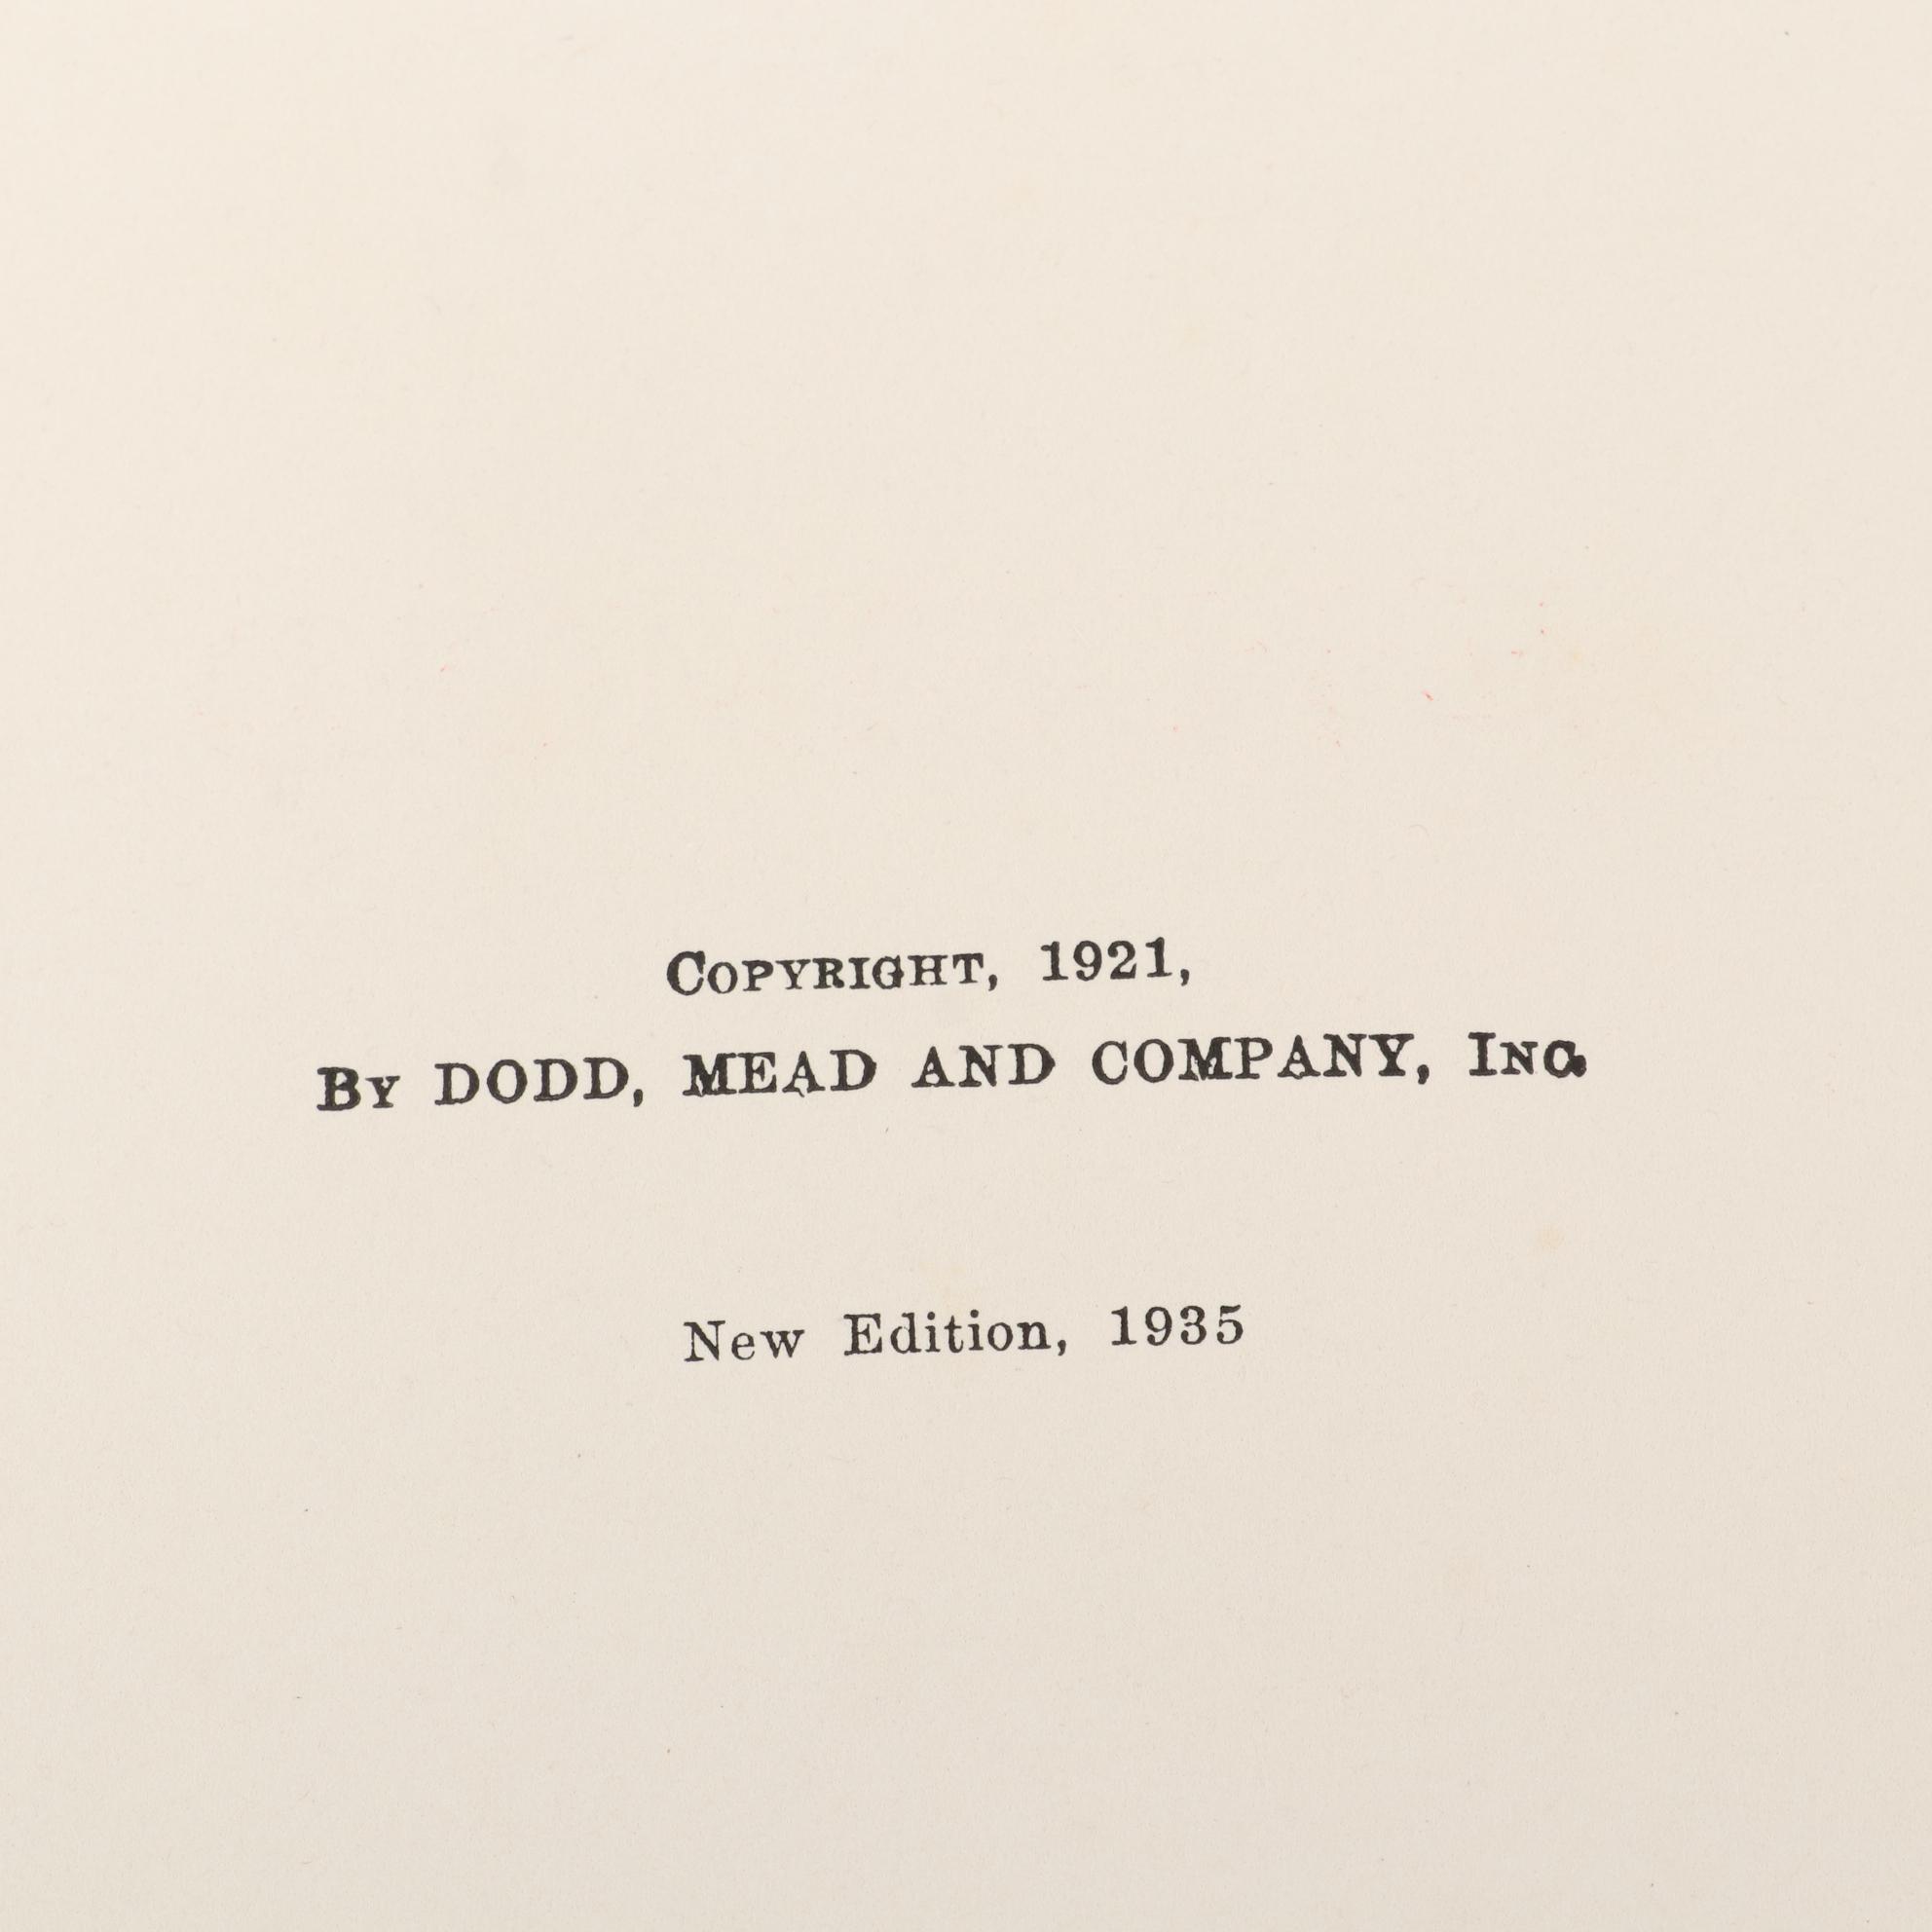 Copyright, 1921,
By DODD, MEAD AND COMPANY, Inc.
New Edition, 1935